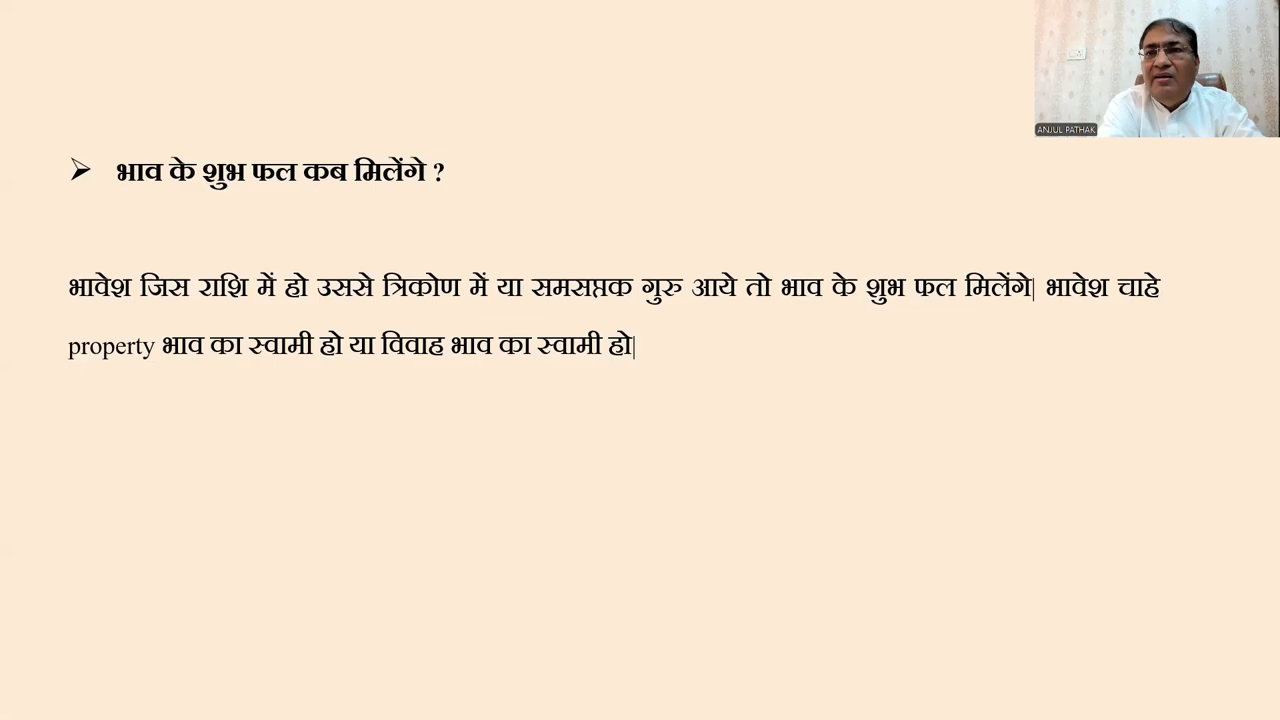 ANJUL PATHAK
➢ भाव के शुभ फल कब मिलेंगे ?
भावेश जिस राशि में हो उससे त्रिकोण में या समसप्तक गुरु आये तो भाव के शुभ फल मिलेंगे| भावेश चाहे
property भाव का स्वामी हो या विवाह भाव का स्वामी हो|